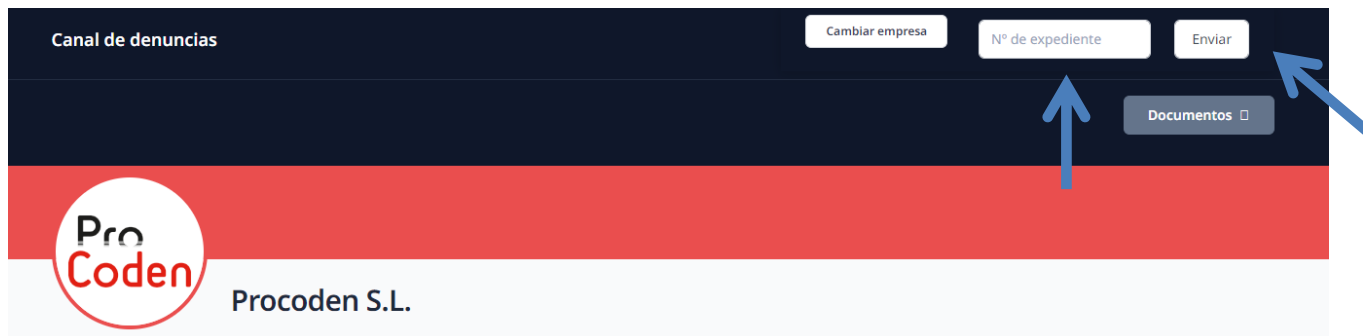 Canal de denuncias
Cambiar empresa
Nº de expediente
Enviar
Documentos
Pro
Coden
Procoden S.L.